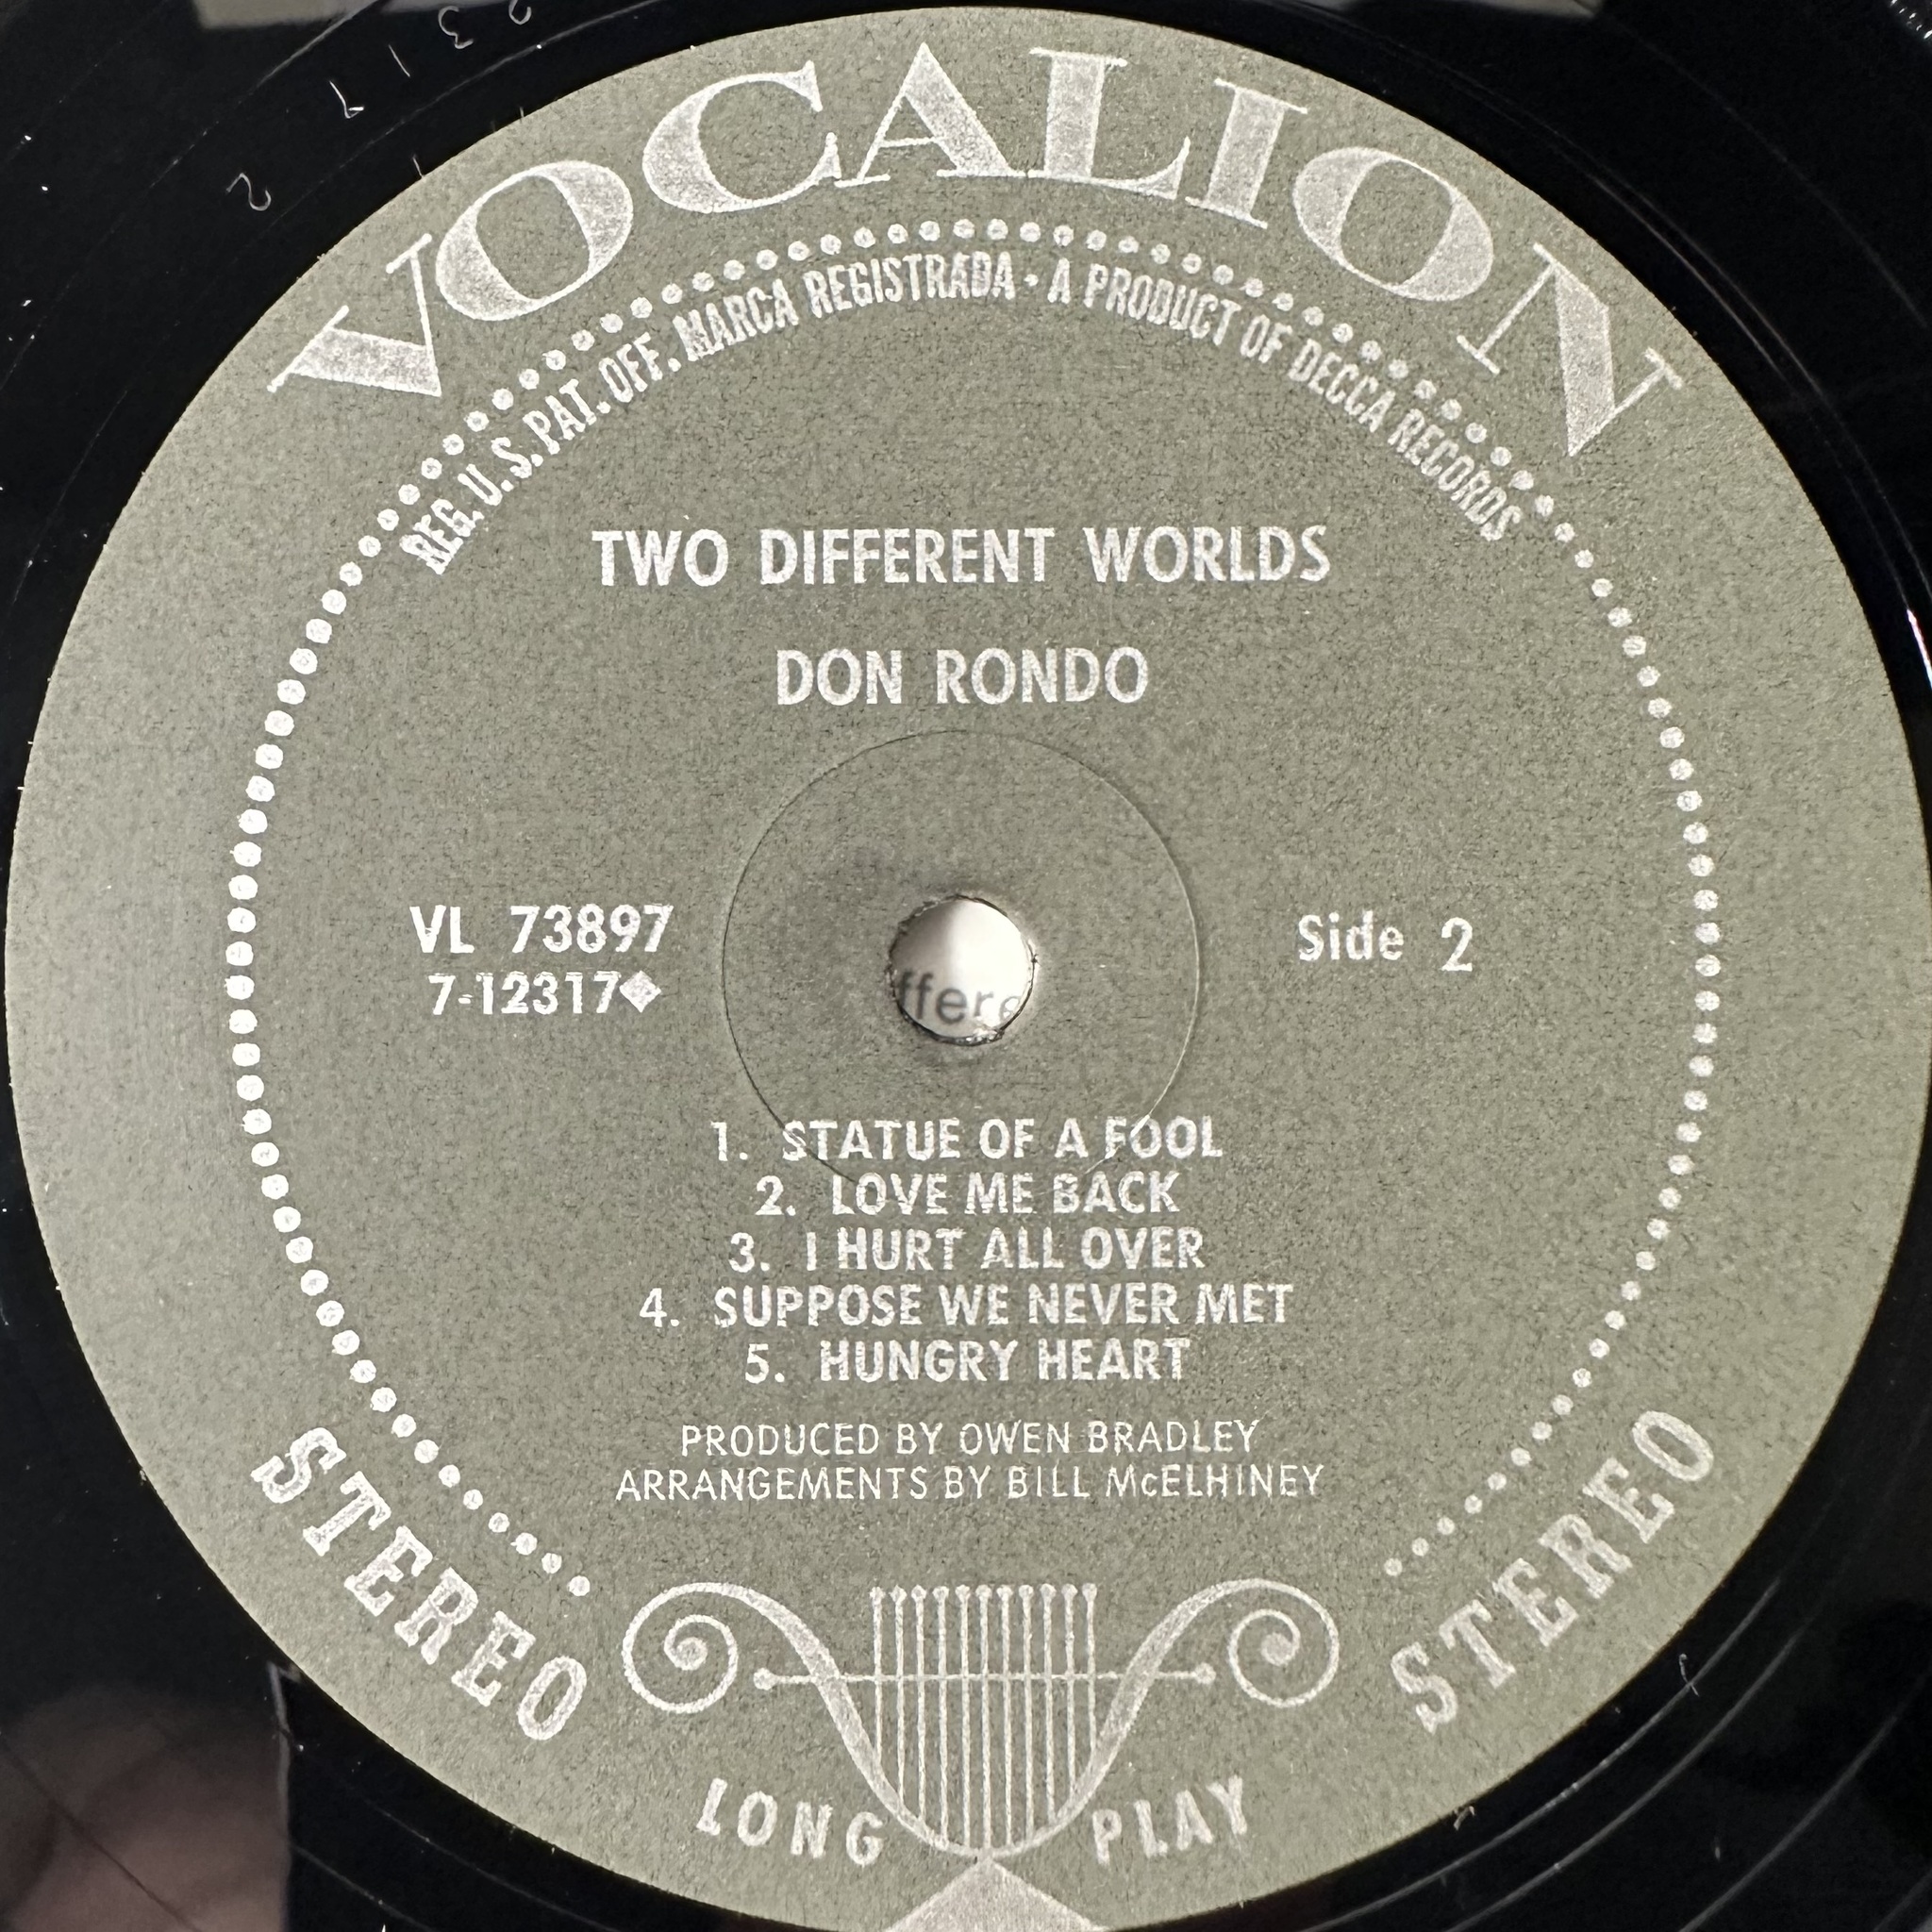 VOCALION
REG. U.S. PAT. OFF. MARCA REGISTRADA • A PRODUCT OF DECCA RECORDS
TWO DIFFERENT WORLDS
DON RONDO
VL 73897
7-12317◆
Side 2
ffere
1. STATUE OF A FOOL
2. LOVE ME BACK
3. I HURT ALL OVER
4. SUPPOSE WE NEVER MET
5. HUNGRY HEART
PRODUCED BY OWEN BRADLEY
ARRANGEMENTS BY BILL McELHINEY
STEREO
STEREO
LONG PLAY